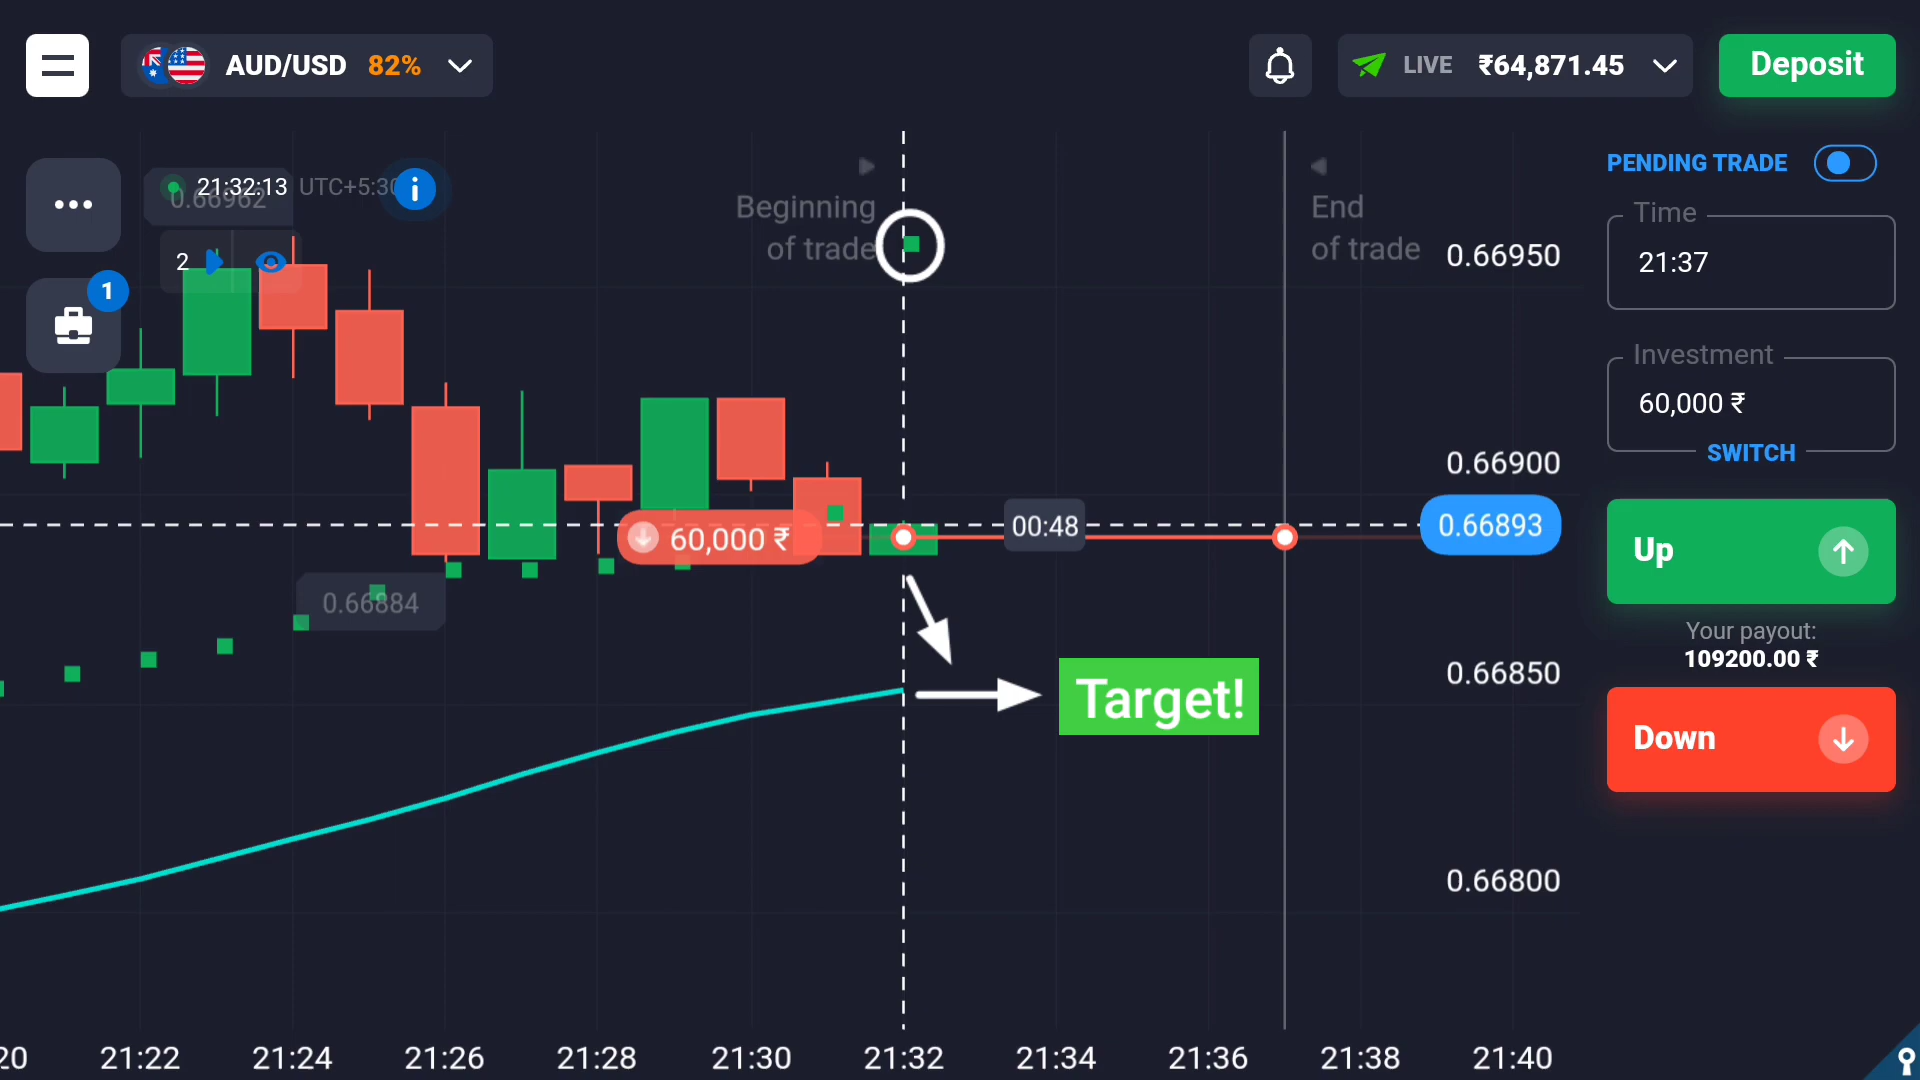 AUD/USD 82%
LIVE ₹64,871.45
Deposit
21:32:13 UTC+5:30
0.66962
2
1
Beginning
of trade
End
of trade
0.66950
0.66900
0.66893
0.66850
0.66800
60,000 ₹
00:48
0.66884
Target!
PENDING TRADE
Time
21:37
Investment
60,000 ₹
SWITCH
Up
Your payout:
109200.00 ₹
Down
20 21:22 21:24 21:26 21:28 21:30 21:32 21:34 21:36 21:38 21:40